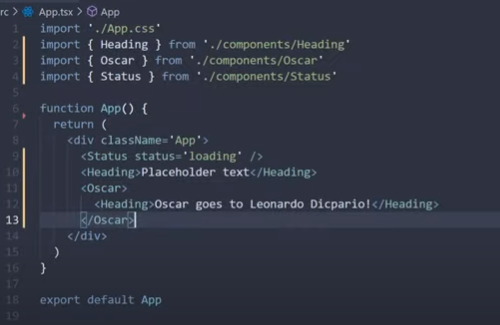 rc > App.tsx > App
1 import './App.css'
2 import { Heading } from './components/Heading'
3 import { Oscar } from './components/Oscar'
4 import { Status } from './components/Status'
5
6 function App() {
7 return (
8 <div className='App'>
9 <Status status='loading' />
10 <Heading>Placeholder text</Heading>
11 <Oscar>
12 <Heading>Oscar goes to Leonardo Dicpario!</Heading>
13 </Oscar>
14 </div>
15 )
16 }
17
18 export default App
19